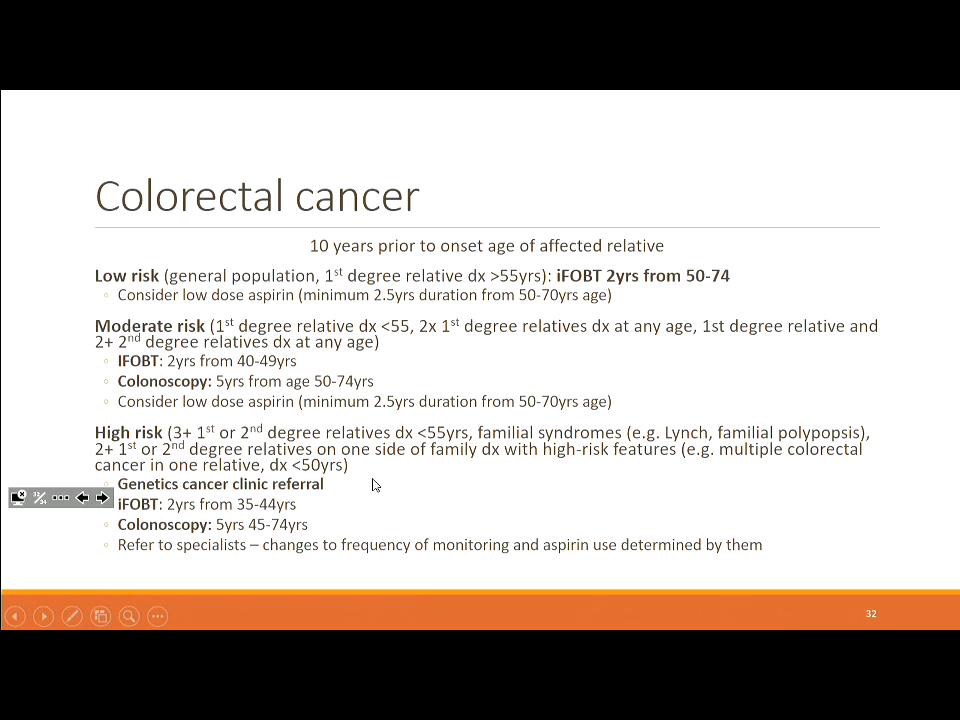 Colorectal cancer
10 years prior to onset age of affected relative
Low risk (general population, 1st degree relative dx >55yrs): iFOBT 2yrs from 50-74
◦ Consider low dose aspirin (minimum 2.5yrs duration from 50-70yrs age)
Moderate risk (1st degree relative dx <55, 2x 1st degree relatives dx at any age, 1st degree relative and
2+ 2nd degree relatives dx at any age)
◦ IFOBT: 2yrs from 40-49yrs
◦ Colonoscopy: 5yrs from age 50-74yrs
◦ Consider low dose aspirin (minimum 2.5yrs duration from 50-70yrs age)
High risk (3+ 1st or 2nd degree relatives dx <55yrs, familial syndromes (e.g. Lynch, familial polypopsis),
2+ 1st or 2nd degree relatives on one side of family dx with high-risk features (e.g. multiple colorectal
cancer in one relative, dx <50yrs)
◦ Genetics cancer clinic referral
◦ iFOBT: 2yrs from 35-44yrs
◦ Colonoscopy: 5yrs 45-74yrs
◦ Refer to specialists – changes to frequency of monitoring and aspirin use determined by them
32